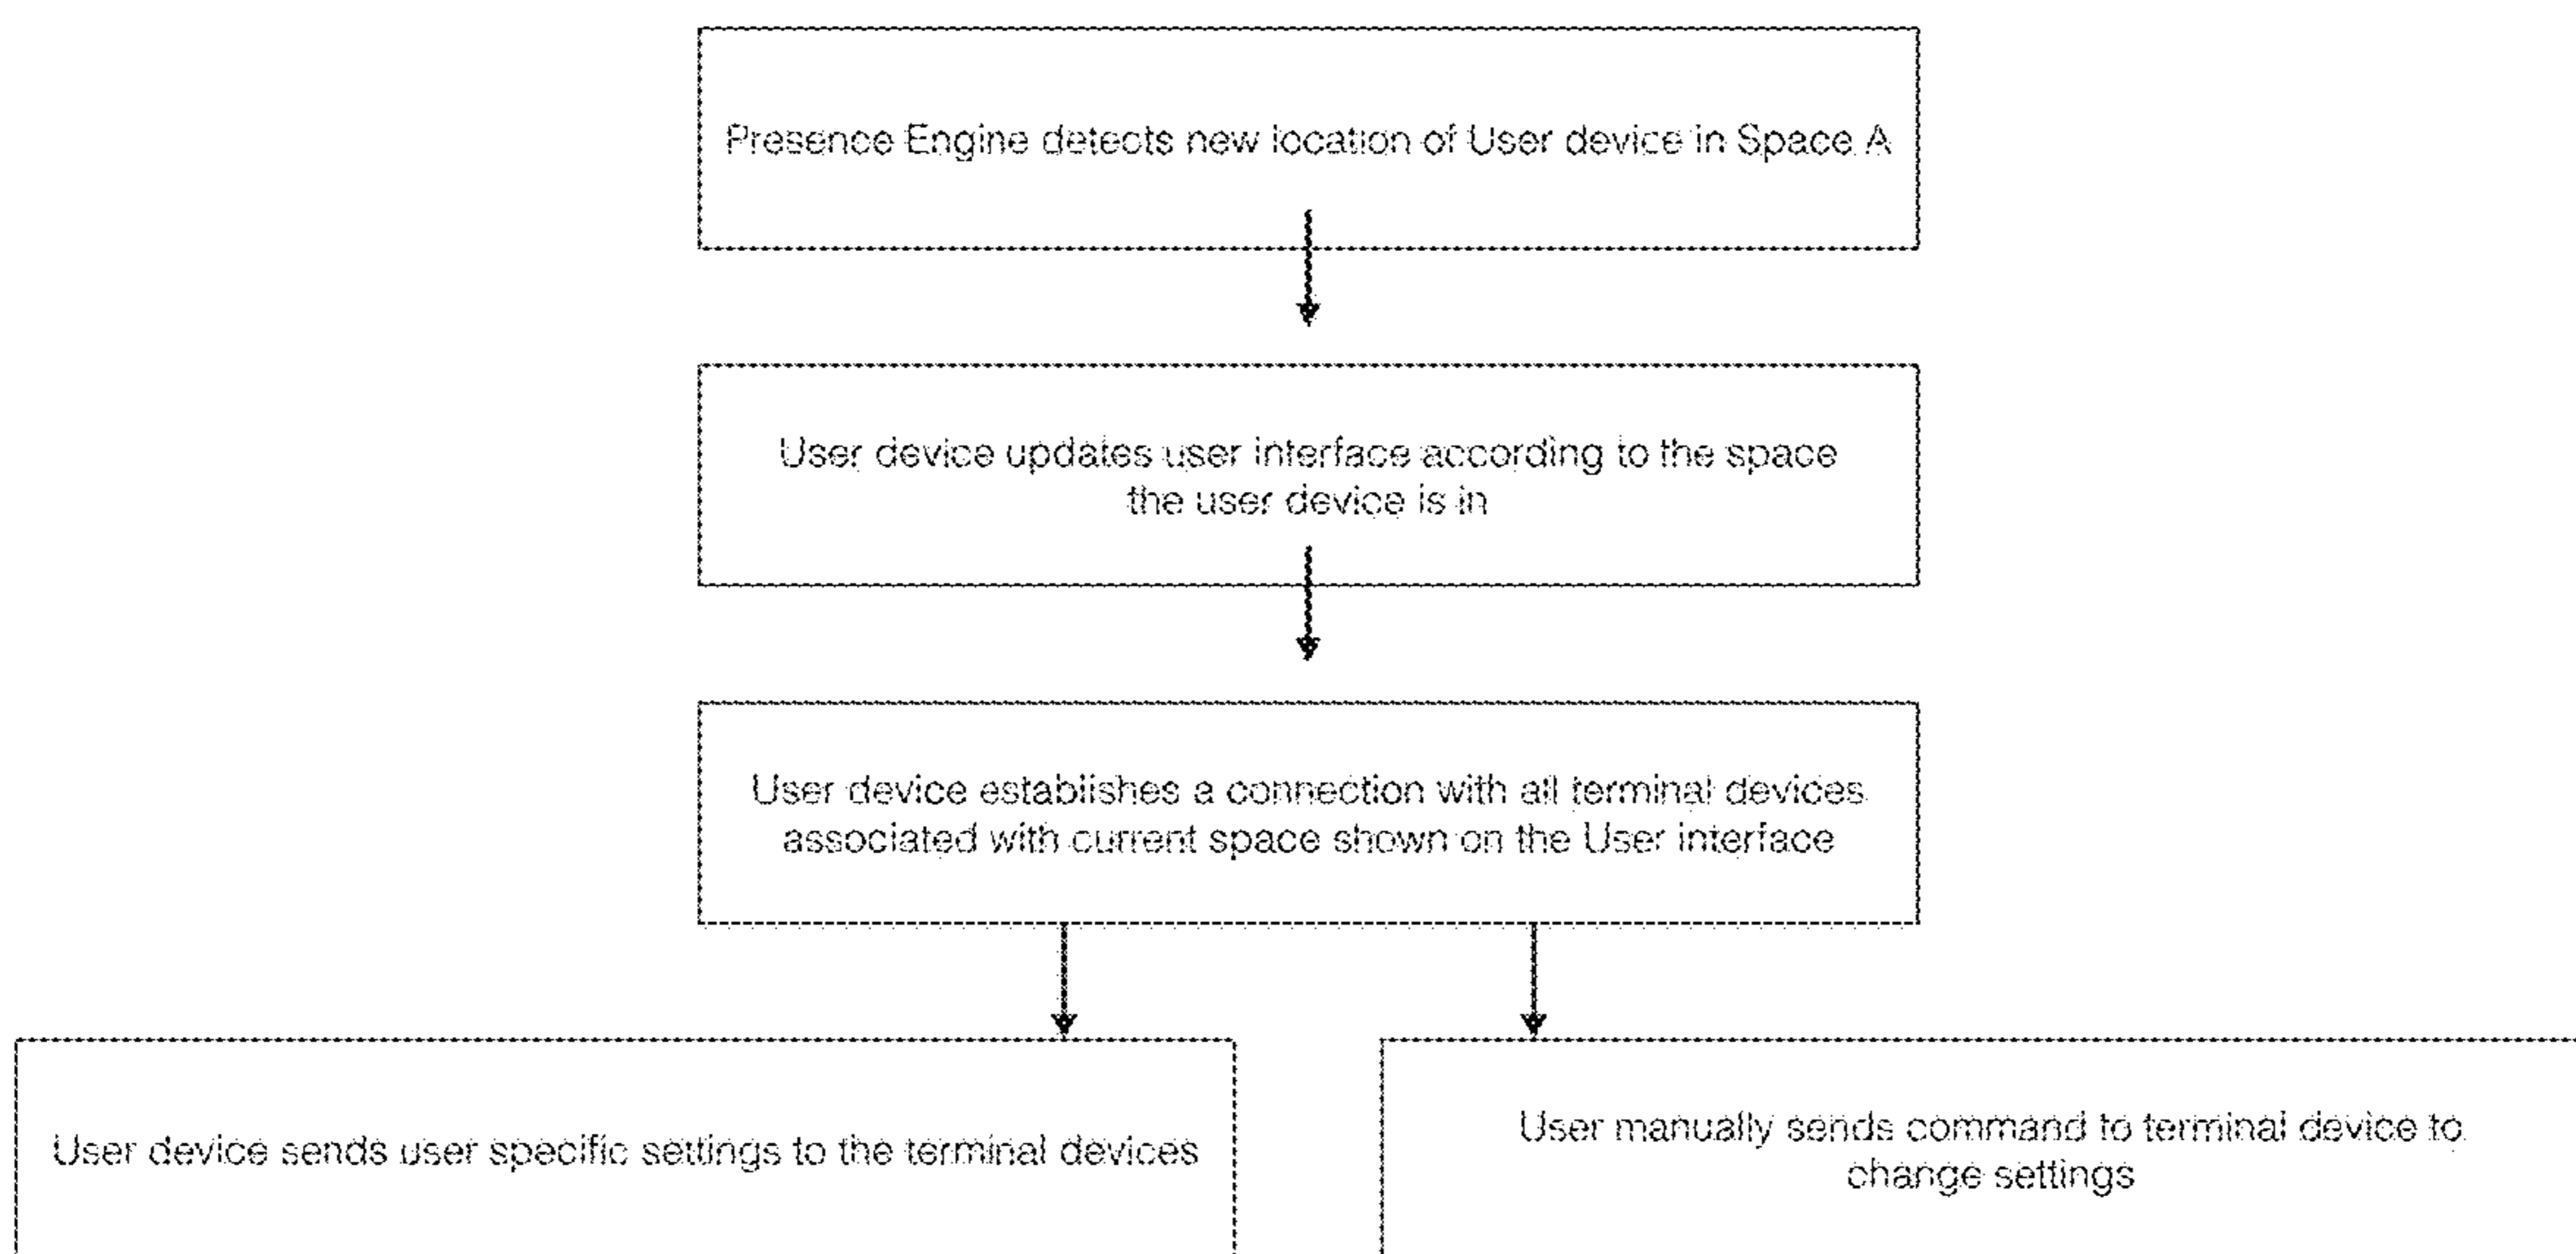 Presence Engine detects new location of User device in Space A
User device updates user interface according to the space
the user device is in
User device establishes a connection with all terminal devices
associated with current space shown on the User interface
User device sends user specific settings to the terminal devices
User manually sends command to terminal device to
change settings